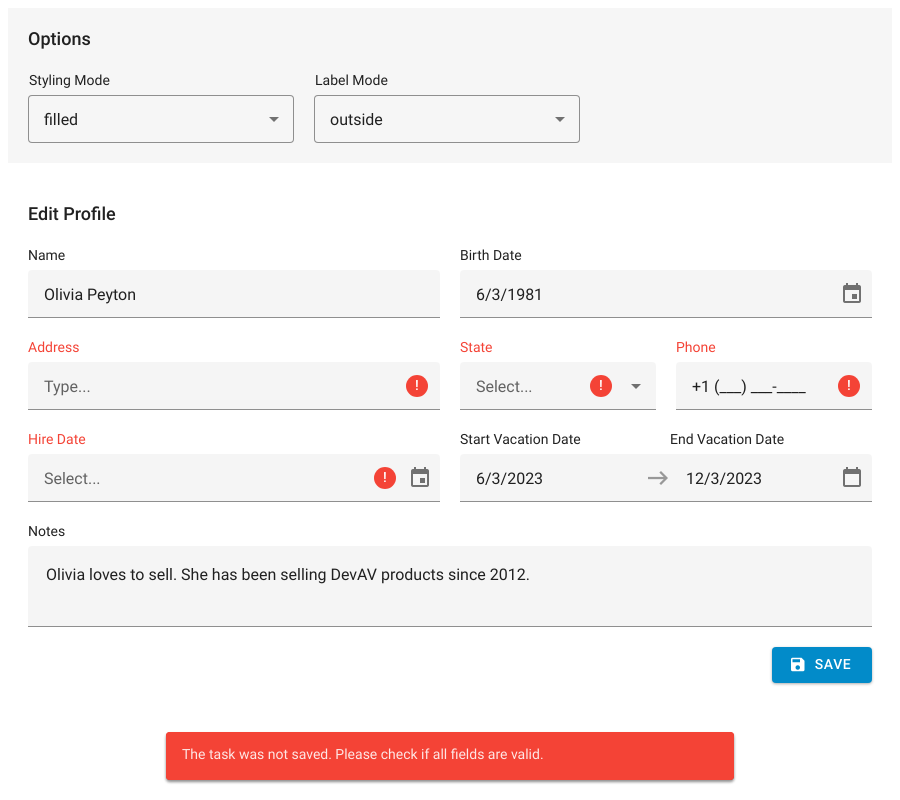 Options
Styling Mode Label Mode
filled outside
Edit Profile
Name Birth Date
Olivia Peyton 6/3/1981
Address State Phone
Type... ! Select... ! +1 (___) ___-____ !
Hire Date Start Vacation Date End Vacation Date
Select... ! 6/3/2023 → 12/3/2023
Notes
Olivia loves to sell. She has been selling DevAV products since 2012.
SAVE
The task was not saved. Please check if all fields are valid.